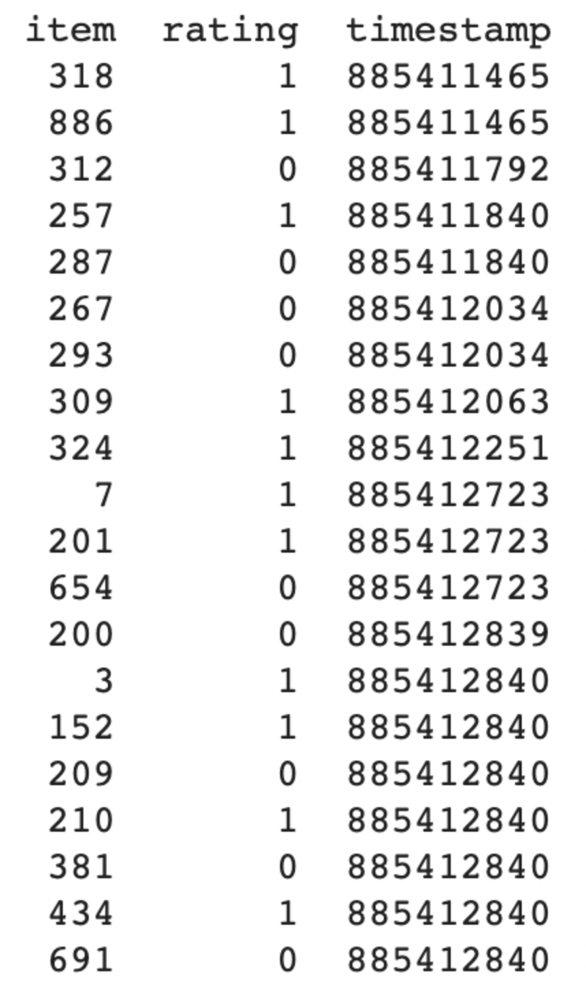 item rating timestamp
318 1 885411465
886 1 885411465
312 0 885411792
257 1 885411840
287 0 885411840
267 0 885412034
293 0 885412034
309 1 885412063
324 1 885412251
7 1 885412723
201 1 885412723
654 0 885412723
200 0 885412839
3 1 885412840
152 1 885412840
209 0 885412840
210 1 885412840
381 0 885412840
434 1 885412840
691 0 885412840